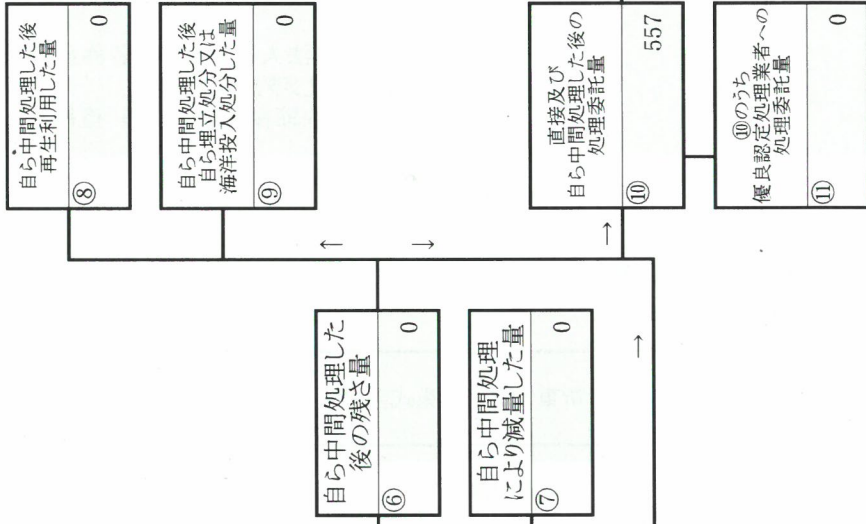 自ら中間処理した後
再生利用した量
⑧
0
自ら中間処理した後
自ら埋立処分又は
海洋投入処分した量
⑨
0
直接及び
自ら中間処理した後の
処理委託量
⑩
557
⑩のうち
優良認定処理業者への
処理委託量
⑪
0
自ら中間処理した
後の残さ量
⑥
0
自ら中間処理
により減量した量
⑦
0